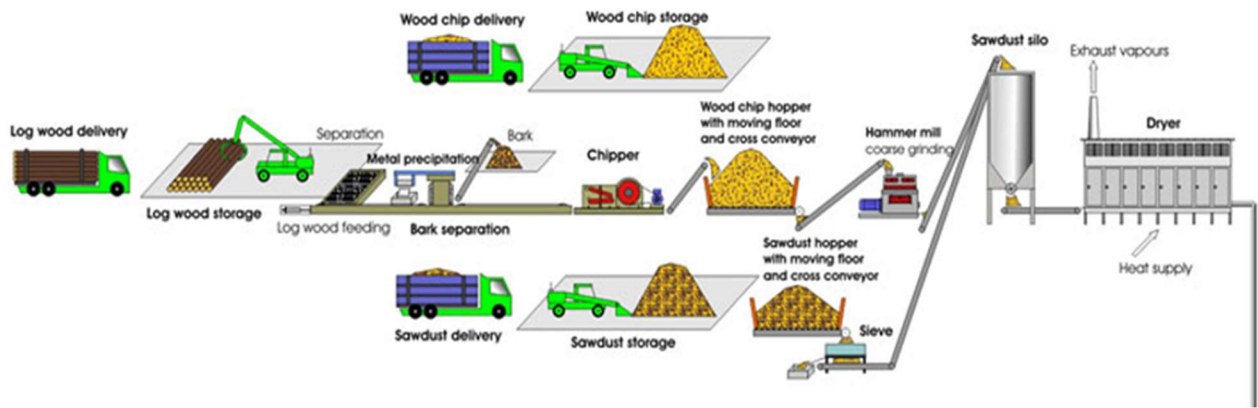 Wood chip delivery
Wood chip storage
Sawdust silo
Exhaust vapours
Log wood delivery
Separation
Bark
Wood chip hopper
with moving floor
and cross conveyor
Hammer mill
coarse grinding
Dryer
Metal precipitation
Chipper
Log wood storage
Log wood feeding
Bark separation
Sawdust hopper
with moving floor
and cross conveyor
Heat supply
Sawdust delivery
Sawdust storage
Sieve